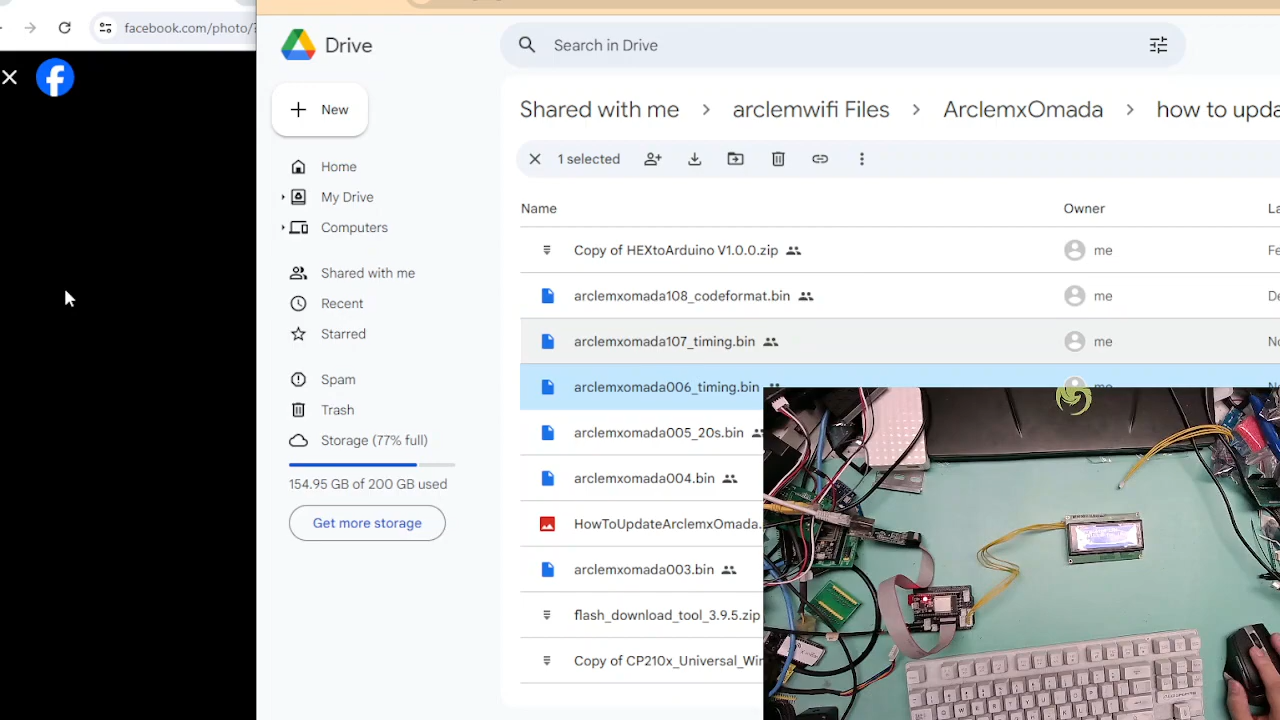 facebook.com/photo/?
Drive
Search in Drive
New
Shared with me > arclemwifi Files > ArclemxOmada >
1 selected
Home
My Drive
Computers
Shared with me
Recent
Starred
Spam
Trash
Storage (77% full)
154.95 GB of 200 GB used
Get more storage
Name Owner
Copy of HEXtoArduino V1.0.0.zip me
arclemxomada108_codeformat.bin me
arclemxomada107_timing.bin me
arclemxomada006_timing.bin me
arclemxomada005_20s.bin
arclemxomada004.bin
HowToUpdateArclemxOmada.
arclemxomada003.bin
flash_download_tool_3.9.5.zip
Copy of CP210x_Universal_Wi